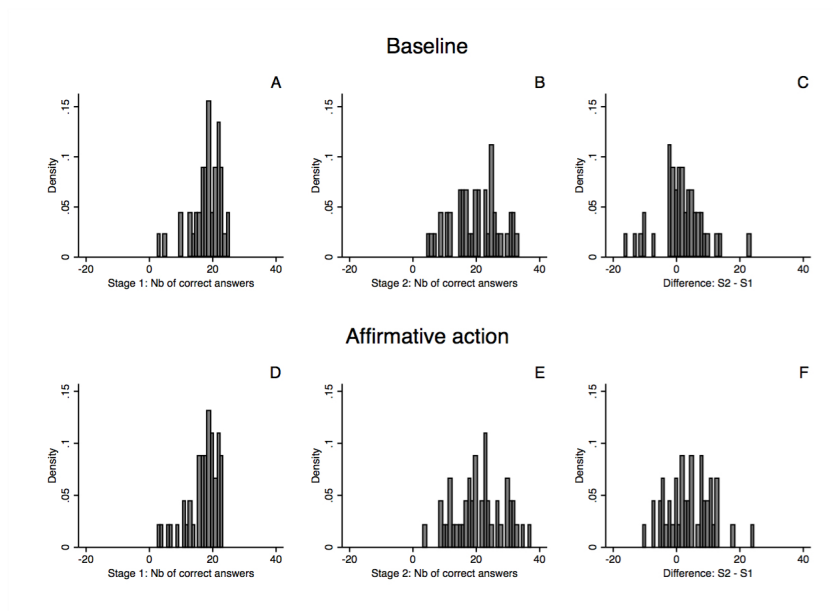 Baseline
A
B
C
.15
.1
.05
0
Density
-20 0 20 40
Stage 1: Nb of correct answers
.15
.1
.05
0
Density
-20 0 20 40
Stage 2: Nb of correct answers
.15
.1
.05
0
Density
-20 0 20 40
Difference: S2 - S1
Affirmative action
D
E
F
.15
.1
.05
0
Density
-20 0 20 40
Stage 1: Nb of correct answers
.15
.1
.05
0
Density
-20 0 20 40
Stage 2: Nb of correct answers
.15
.1
.05
0
Density
-20 0 20 40
Difference: S2 - S1